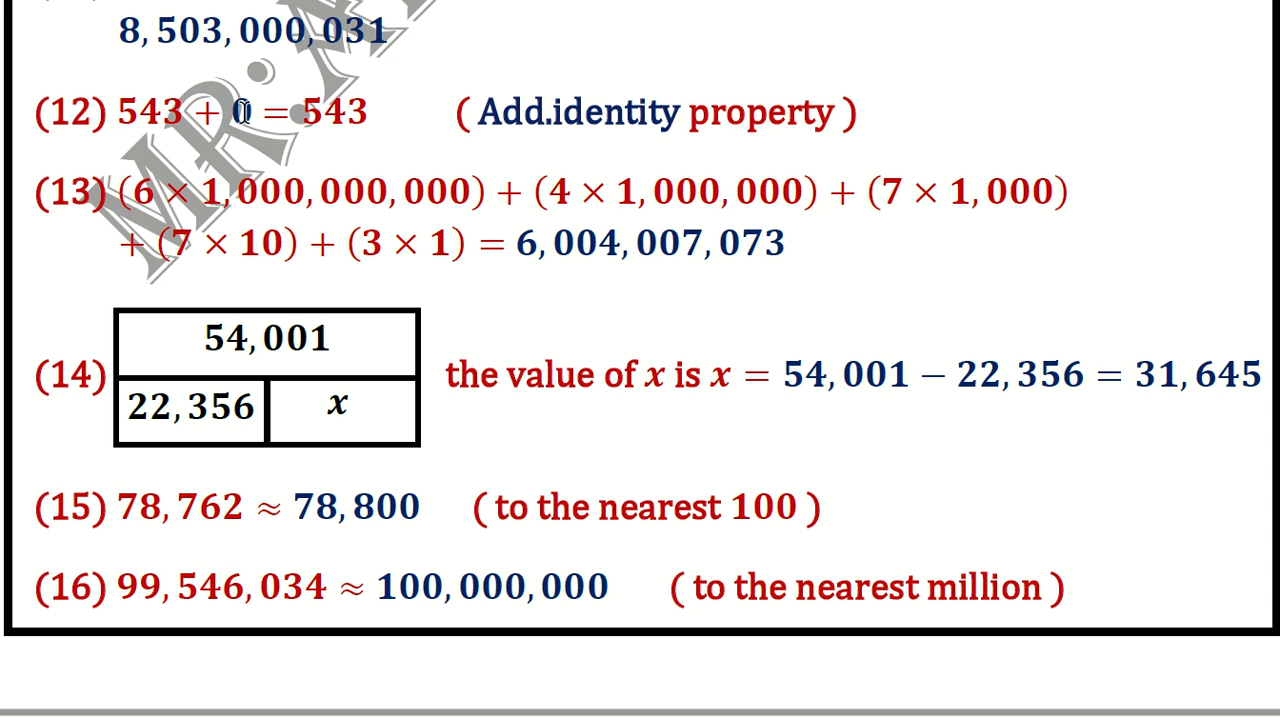 8,503,000,031
(12) 543 + 0 = 543 ( Add.identity property )
(13) (6 × 1,000,000,000) + (4 × 1,000,000) + (7 × 1,000)
+ (7 × 10) + (3 × 1) = 6,004,007,073
54,001
(14) the value of x is x = 54,001 − 22,356 = 31,645
22,356 x
(15) 78,762 ≈ 78,800 ( to the nearest 100 )
(16) 99,546,034 ≈ 100,000,000 ( to the nearest million )
MR: